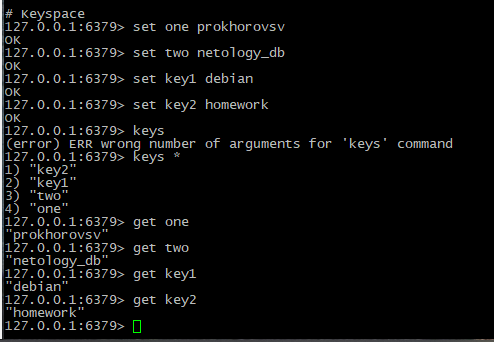 # Keyspace
127.0.0.1:6379> set one prokhorovsv
OK
127.0.0.1:6379> set two netology_db
OK
127.0.0.1:6379> set key1 debian
OK
127.0.0.1:6379> set key2 homework
OK
127.0.0.1:6379> keys
(error) ERR wrong number of arguments for 'keys' command
127.0.0.1:6379> keys *
1) "key2"
2) "key1"
3) "two"
4) "one"
127.0.0.1:6379> get one
"prokhorovsv"
127.0.0.1:6379> get two
"netology_db"
127.0.0.1:6379> get key1
"debian"
127.0.0.1:6379> get key2
"homework"
127.0.0.1:6379>